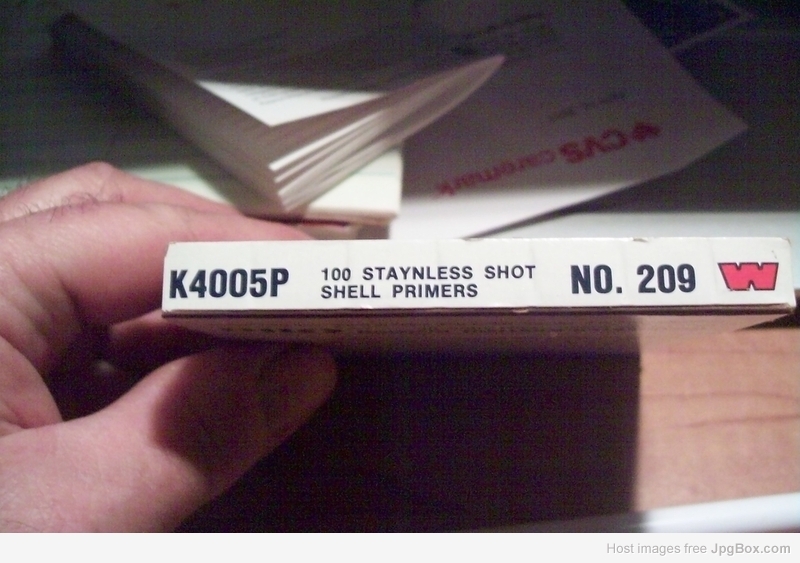 CVS caremark
K4005P
100 STAYNLESS SHOT
SHELL PRIMERS
NO. 209
W
Host images free JpgBox.com